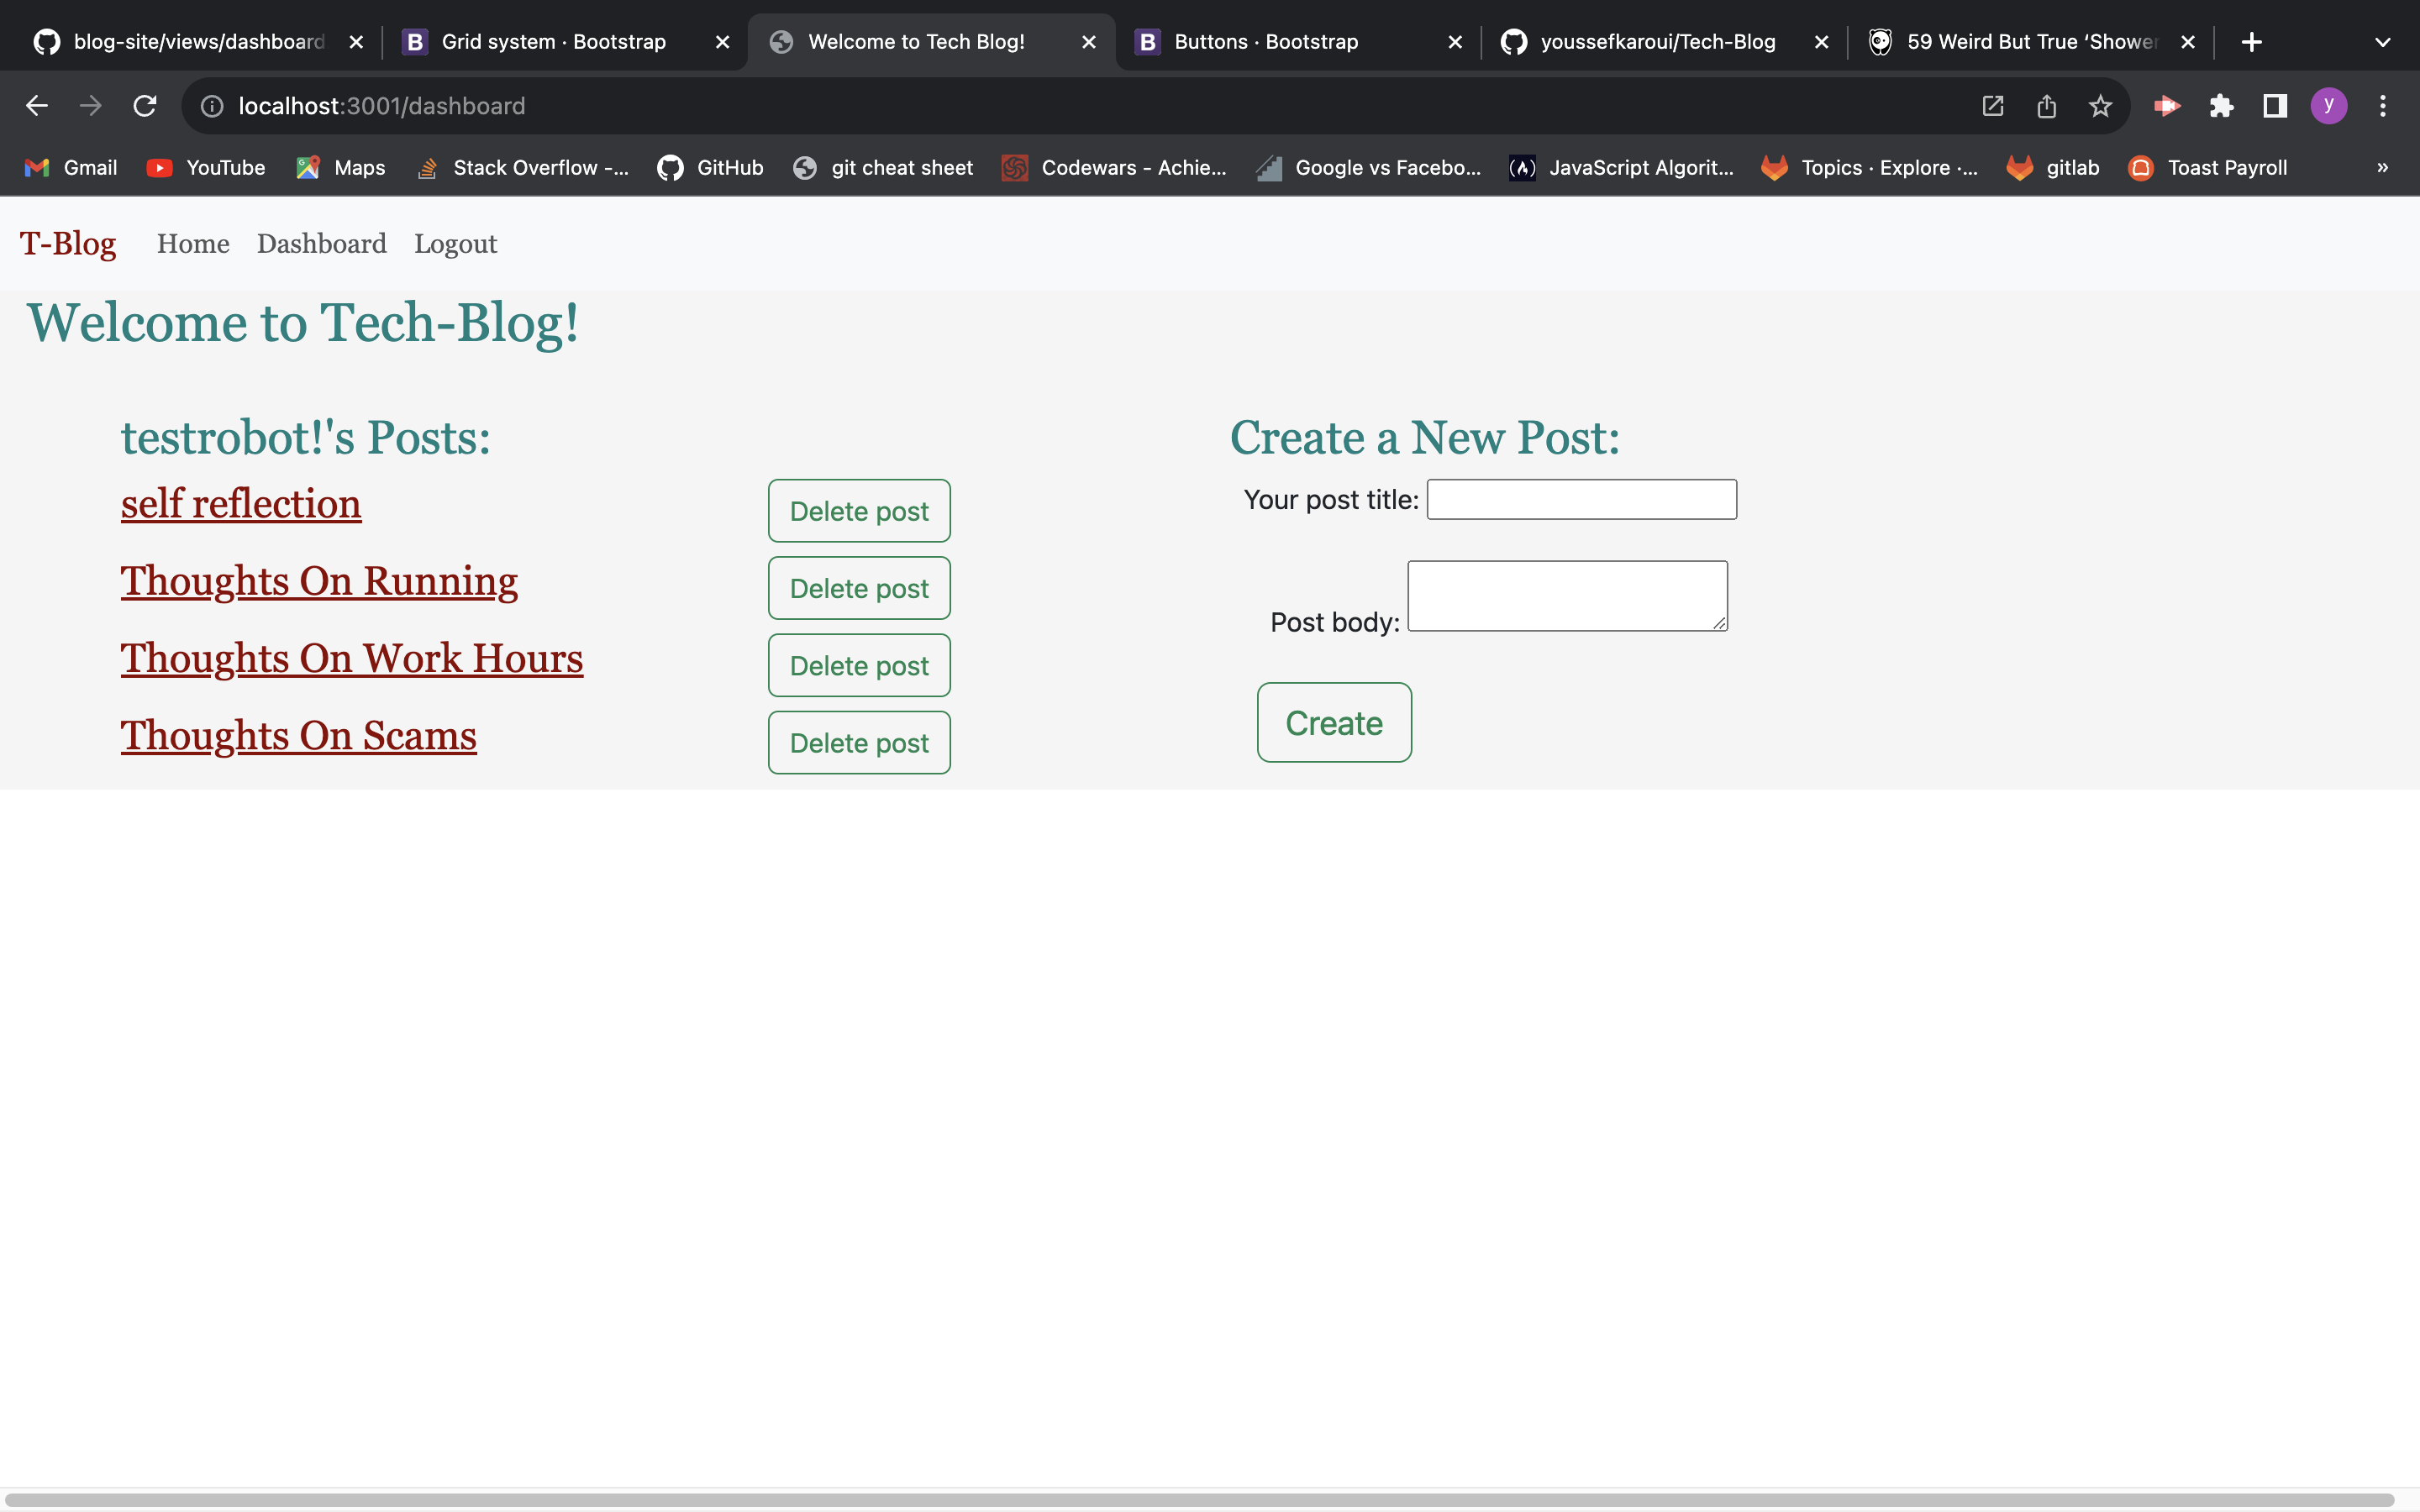 blog-site/views/dashboard
Grid system · Bootstrap
Welcome to Tech Blog!
Buttons · Bootstrap
youssefkaroui/Tech-Blog
59 Weird But True ‘Shower
localhost:3001/dashboard
y
Gmail
YouTube
Maps
Stack Overflow -...
GitHub
git cheat sheet
Codewars - Achie...
Google vs Facebo...
JavaScript Algorit...
Topics · Explore ·...
gitlab
Toast Payroll
»
T-Blog Home Dashboard Logout
Welcome to Tech-Blog!
testrobot!'s Posts:
self reflection Delete post
Thoughts On Running Delete post
Thoughts On Work Hours Delete post
Thoughts On Scams Delete post
Create a New Post:
Your post title:
Post body:
Create